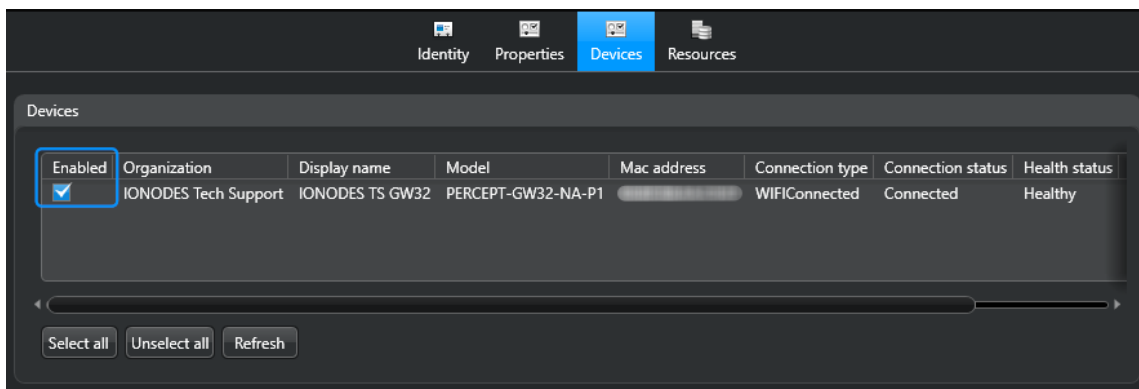 Identity Properties Devices Resources
Devices
Enabled Organization Display name Model Mac address Connection type Connection status Health status
IONODES Tech Support IONODES TS GW32 PERCEPT-GW32-NA-P1 WIFIConnected Connected Healthy
Select all Unselect all Refresh